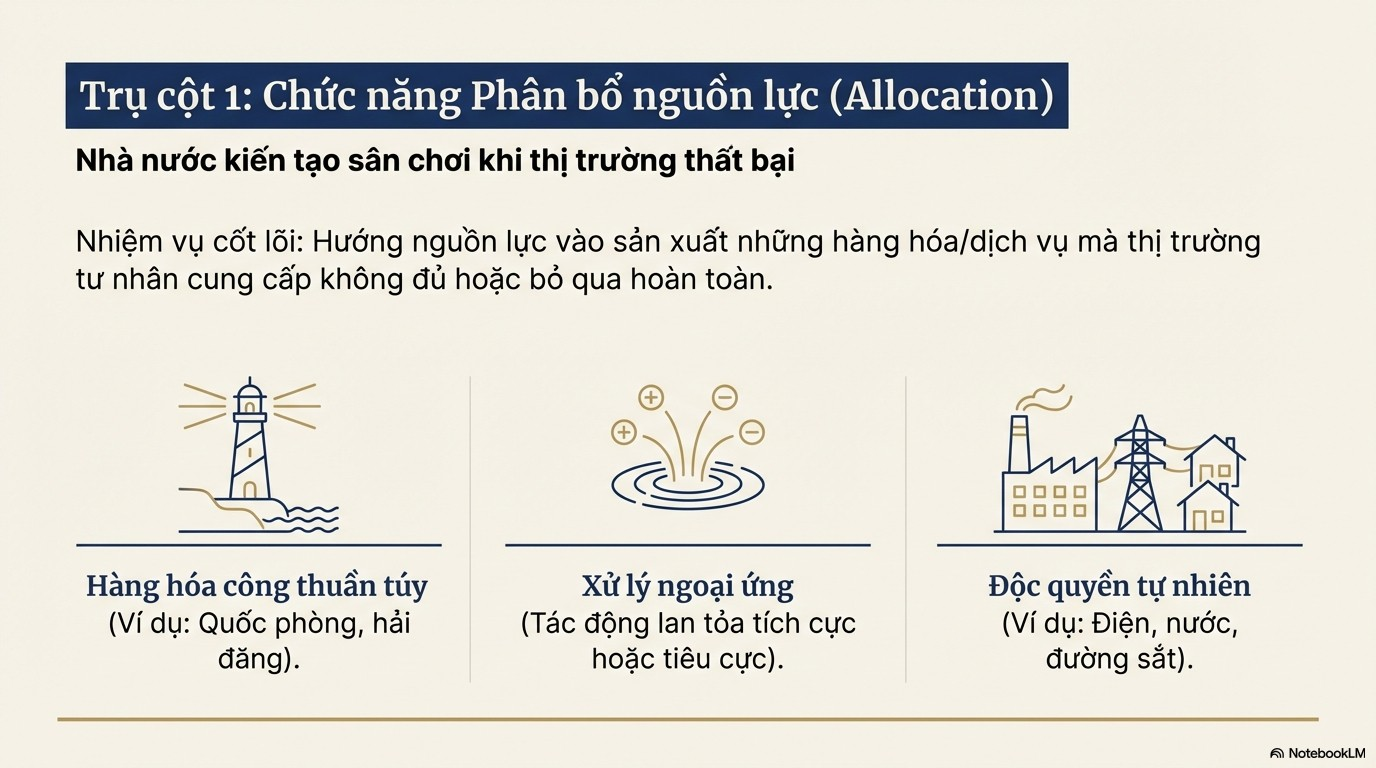 Trụ cột 1: Chức năng Phân bổ nguồn lực (Allocation)
Nhà nước kiến tạo sân chơi khi thị trường thất bại
Nhiệm vụ cốt lõi: Hướng nguồn lực vào sản xuất những hàng hóa/dịch vụ mà thị trường
tư nhân cung cấp không đủ hoặc bỏ qua hoàn toàn.
Hàng hóa công thuần túy
(Ví dụ: Quốc phòng, hải
đăng).
Xử lý ngoại ứng
(Tác động lan tỏa tích cực
hoặc tiêu cực).
Độc quyền tự nhiên
(Ví dụ: Điện, nước,
đường sắt).
NotebookLM